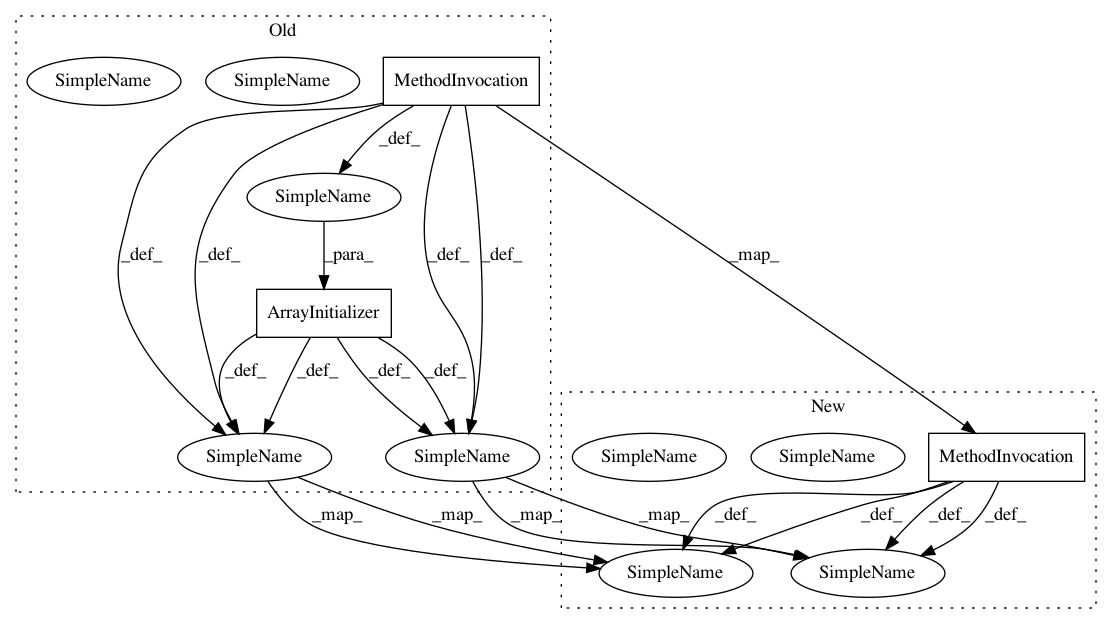 Old
SimpleName
SimpleName
MethodInvocation
_def_
SimpleName
_def_
_def_
_para_
_def_
_def_
_map_
ArrayInitializer
_def_
_def_
_def_
_def_
New
SimpleName
SimpleName
SimpleName
SimpleName
MethodInvocation
_map_
_map_
_map_
_map_
_def_
_def_
_def_
_def_
SimpleName
SimpleName